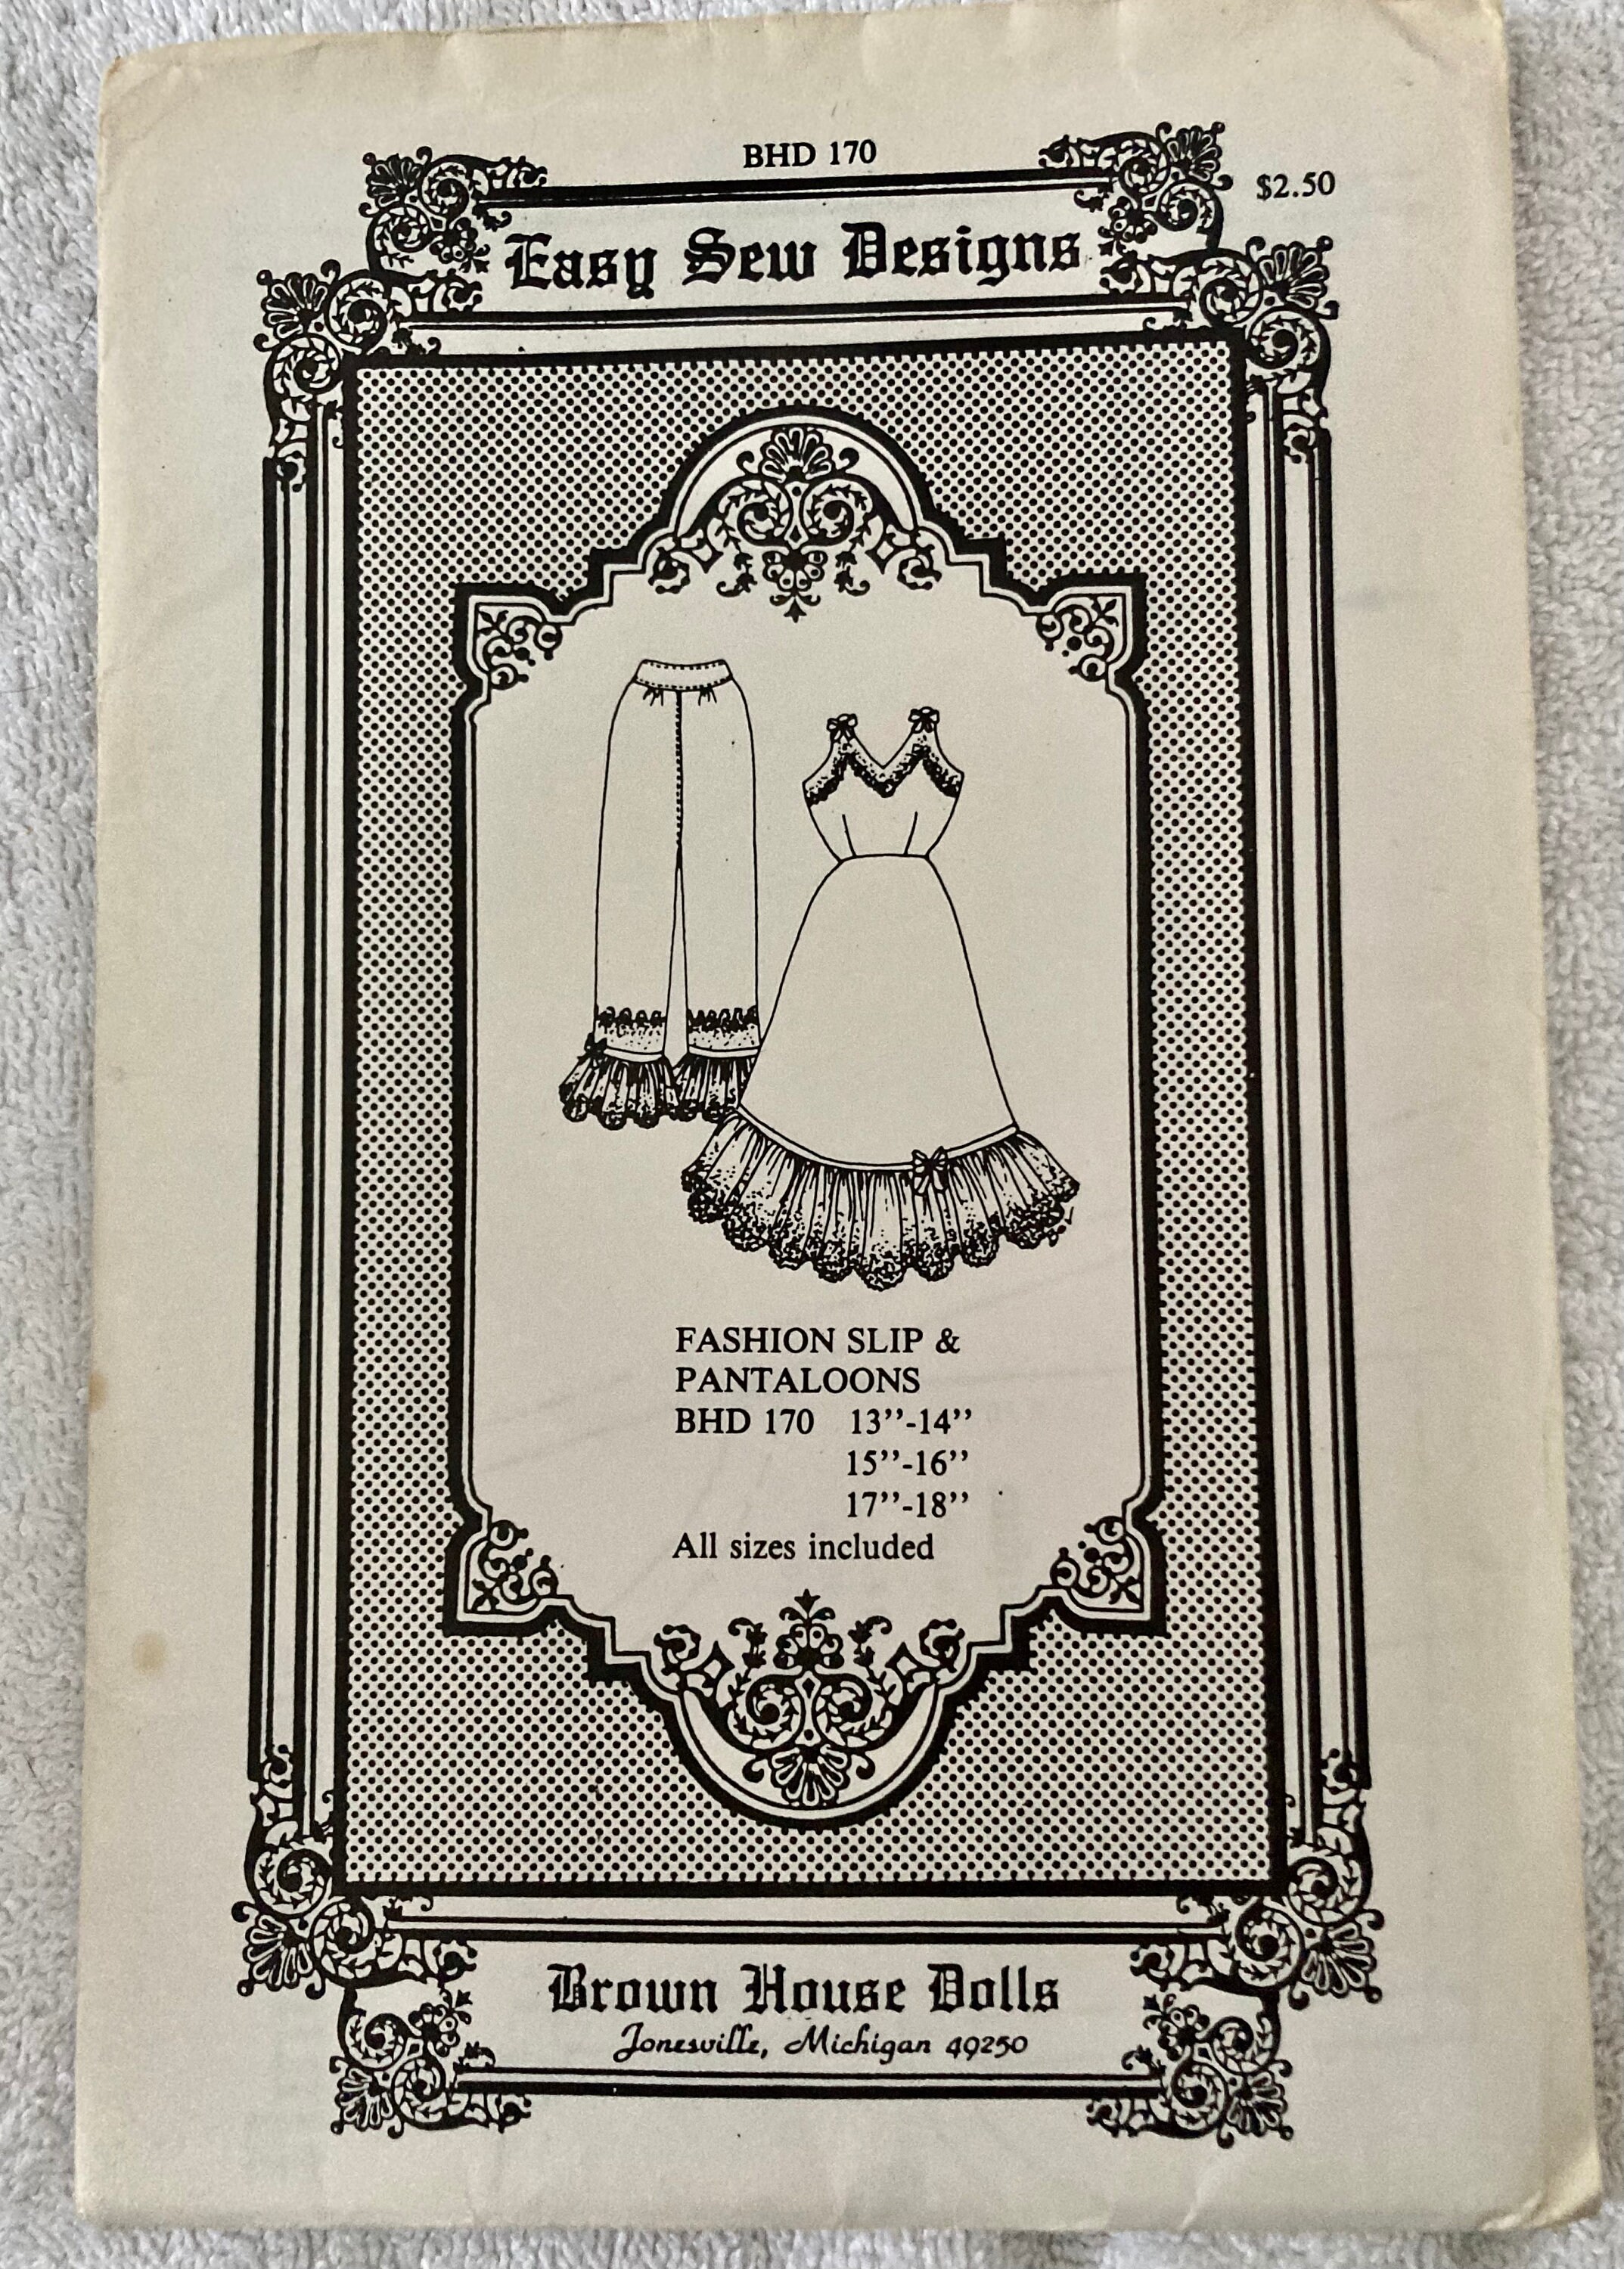 BHD 170
$2.50
Easy Sew Designs
FASHION SLIP &
PANTALOONS
BHD 170 13’’-14’’
15’’-16’’
17’’-18’’
All sizes included
Brown House Dolls
Jonesville, Michigan 49250